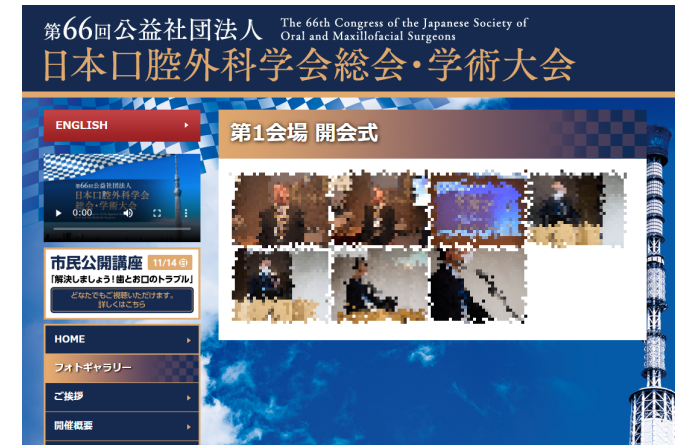 第66回公益社団法人
The 66th Congress of the Japanese Society of
Oral and Maxillofacial Surgeons
日本口腔外科学会総会・学術大会
ENGLISH
第66回公益社団法人
日本口腔外科学会
総会・学術大会
0:00
市民公開講座 11/14 日
「解決しましょう！歯とお口のトラブル」
どなたでもご視聴いただけます。
詳しくはこちら
HOME
フォトギャラリー
ご挨拶
開催概要
第1会場 開会式